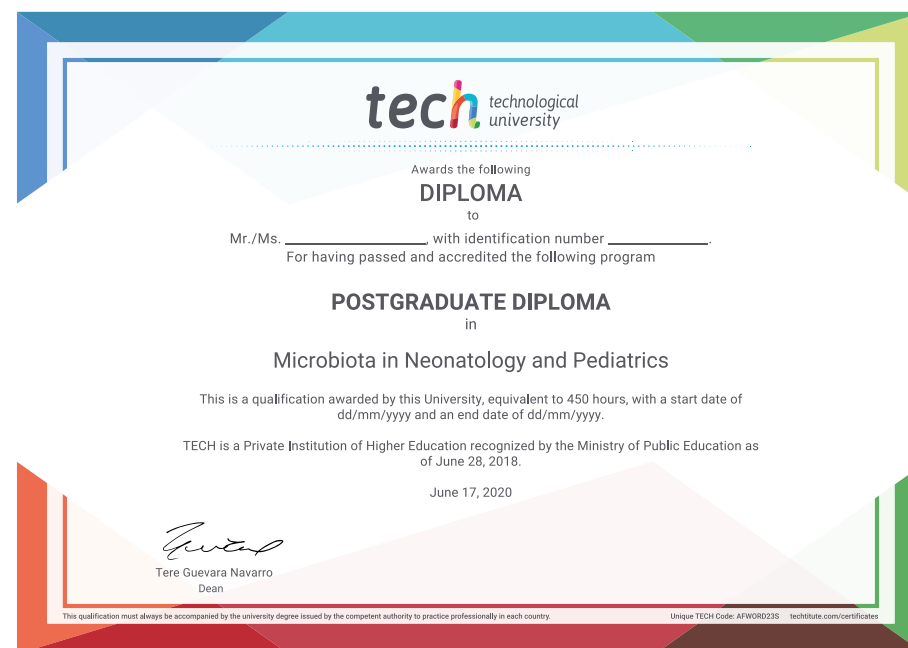 tech technological
university
Awards the following
DIPLOMA
to
Mr./Ms. ____________________, with identification number ______________.
For having passed and accredited the following program
POSTGRADUATE DIPLOMA
in
Microbiota in Neonatology and Pediatrics
This is a qualification awarded by this University, equivalent to 450 hours, with a start date of
dd/mm/yyyy and an end date of dd/mm/yyyy.
TECH is a Private Institution of Higher Education recognized by the Ministry of Public Education as
of June 28, 2018.
June 17, 2020
Tere Guevara Navarro
Dean
This qualification must always be accompanied by the university degree issued by the competent authority to practice professionally in each country. Unique TECH Code: AFWORD23S techtitute.com/certificates